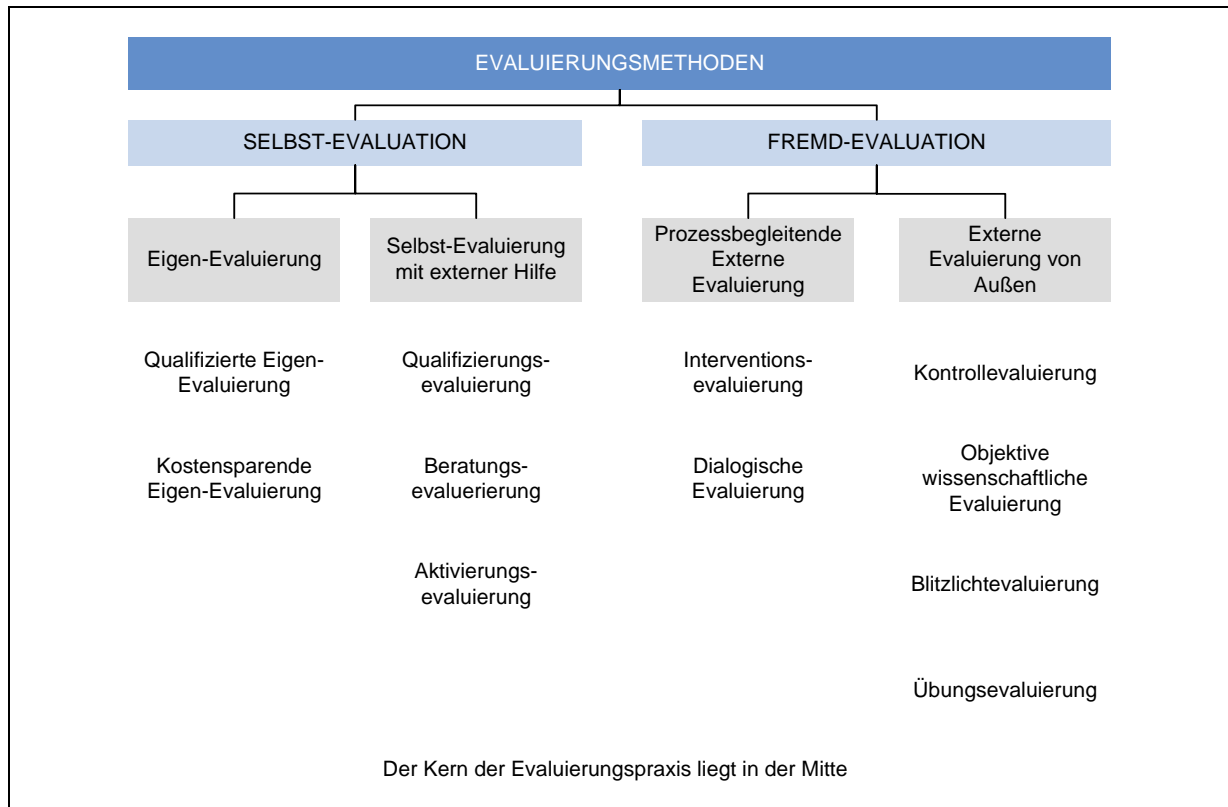 EVALUIERUNGSMETHODEN
SELBST-EVALUATION
FREMD-EVALUATION
Eigen-Evaluierung
Selbst-Evaluierung
mit externer Hilfe
Prozessbegleitende
Externe
Evaluierung
Externe
Evaluierung von
Außen
Qualifizierte Eigen-
Evaluierung
Qualifizierungs-
evaluierung
Interventions-
evaluierung
Kontrollevaluierung
Kostensparende
Eigen-Evaluierung
Beratungs-
evaluerierung
Dialogische
Evaluierung
Objektive
wissenschaftliche
Evaluierung
Aktivierungs-
evaluierung
Blitzlichtevaluierung
Übungsevaluierung
Der Kern der Evaluierungspraxis liegt in der Mitte